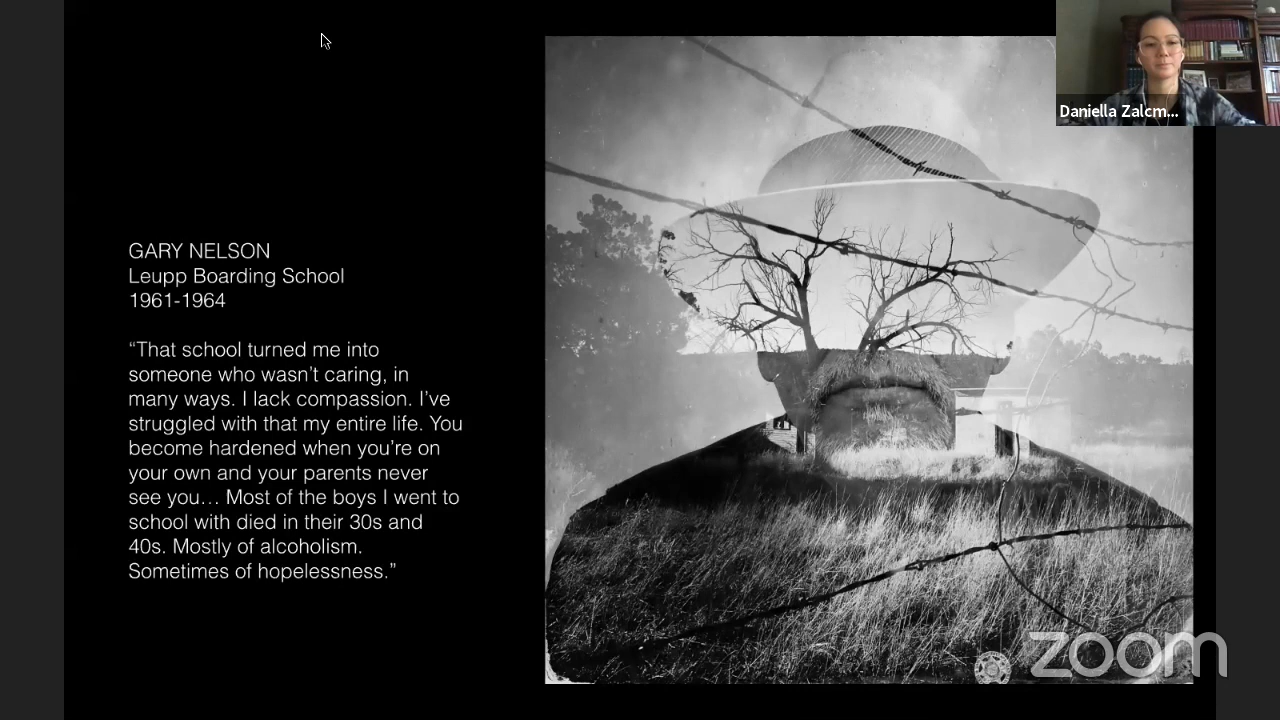 Daniella Zalcm...
GARY NELSON
Leupp Boarding School
1961-1964
“That school turned me into
someone who wasn’t caring, in
many ways. I lack compassion. I’ve
struggled with that my entire life. You
become hardened when you’re on
your own and your parents never
see you… Most of the boys I went to
school with died in their 30s and
40s. Mostly of alcoholism.
Sometimes of hopelessness.”
zoom